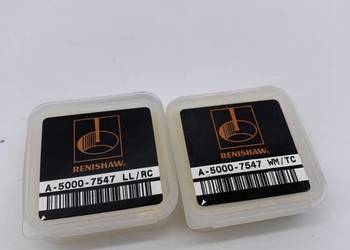 RENISHAW.
A-5000-7547 LL/RC
RENISHAW.
A-5000-7547 WM/TC